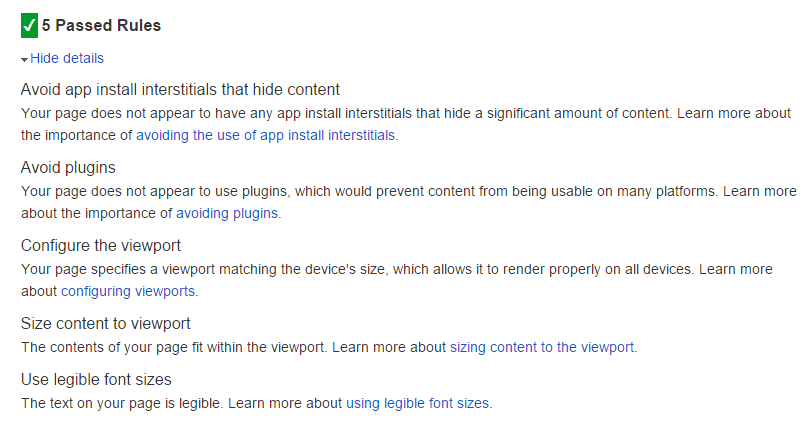 5 Passed Rules
Hide details
Avoid app install interstitials that hide content
Your page does not appear to have any app install interstitials that hide a significant amount of content. Learn more about
the importance of avoiding the use of app install interstitials.
Avoid plugins
Your page does not appear to use plugins, which would prevent content from being usable on many platforms. Learn more
about the importance of avoiding plugins.
Configure the viewport
Your page specifies a viewport matching the device's size, which allows it to render properly on all devices. Learn more
about configuring viewports.
Size content to viewport
The contents of your page fit within the viewport. Learn more about sizing content to the viewport.
Use legible font sizes
The text on your page is legible. Learn more about using legible font sizes.